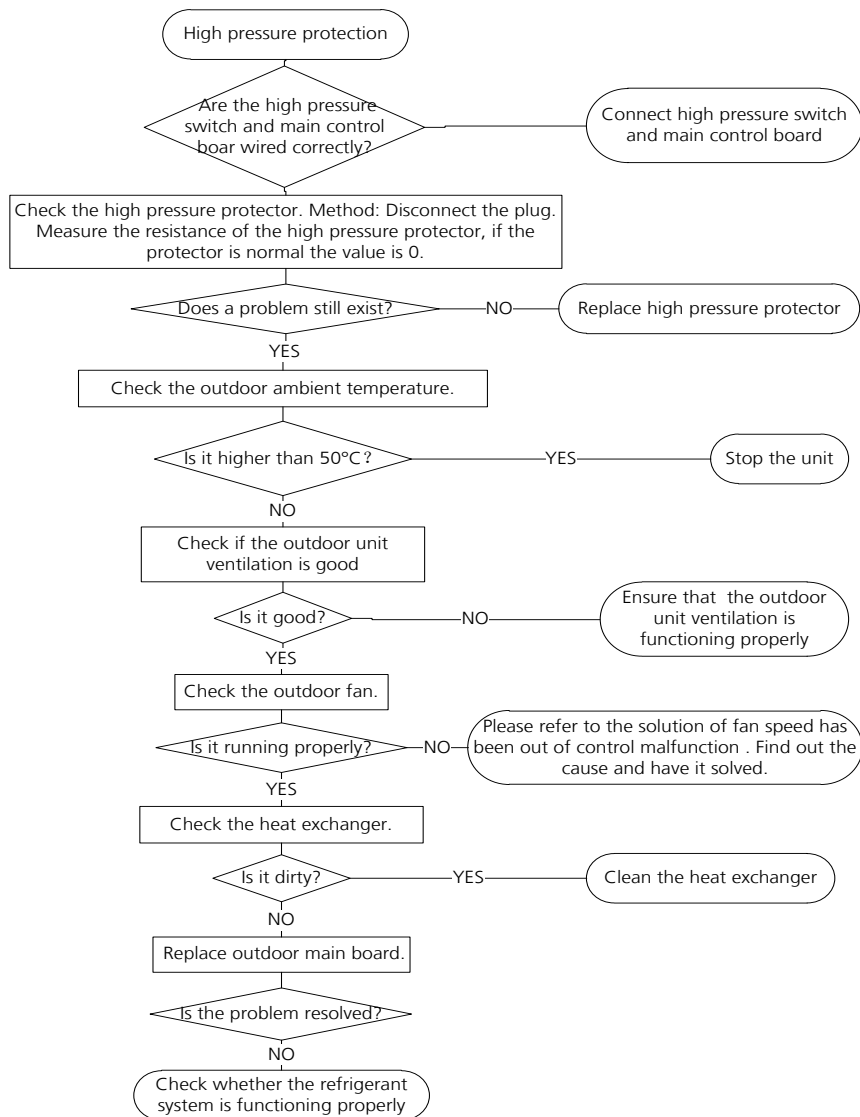 High pressure protection
Are the high pressure
switch and main control
boar wired correctly?
Connect high pressure switch
and main control board
Check the high pressure protector. Method: Disconnect the plug.
Measure the resistance of the high pressure protector, if the
protector is normal the value is 0.
Does a problem still exist?
NO
Replace high pressure protector
YES
Check the outdoor ambient temperature.
Is it higher than 50°C?
YES
Stop the unit
NO
Check if the outdoor unit
ventilation is good
Is it good?
NO
Ensure that the outdoor
unit ventilation is
functioning properly
YES
Check the outdoor fan.
Is it running properly?
NO
Please refer to the solution of fan speed has
been out of control malfunction . Find out the
cause and have it solved.
YES
Check the heat exchanger.
Is it dirty?
YES
Clean the heat exchanger
NO
Replace outdoor main board.
Is the problem resolved?
NO
Check whether the refrigerant
system is functioning properly